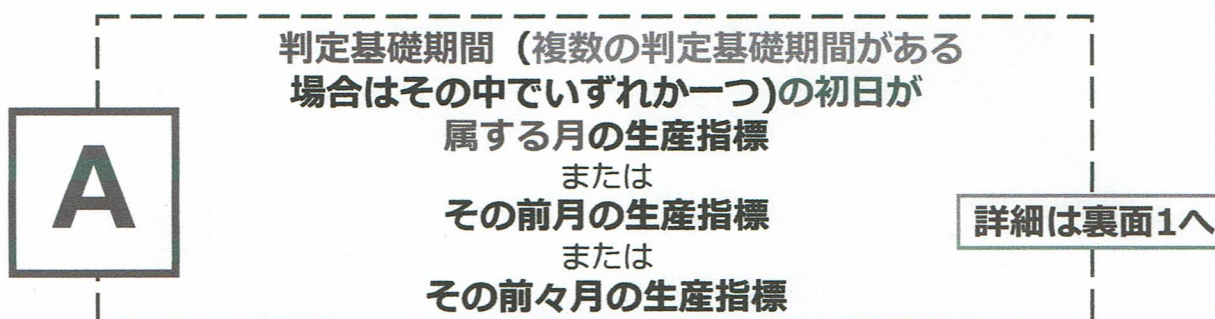 判定基礎期間（複数の判定基礎期間がある
場合はその中でいずれか一つ)の初日が
属する月の生産指標
または
その前月の生産指標
または
その前々月の生産指標
A
詳細は裏面1へ